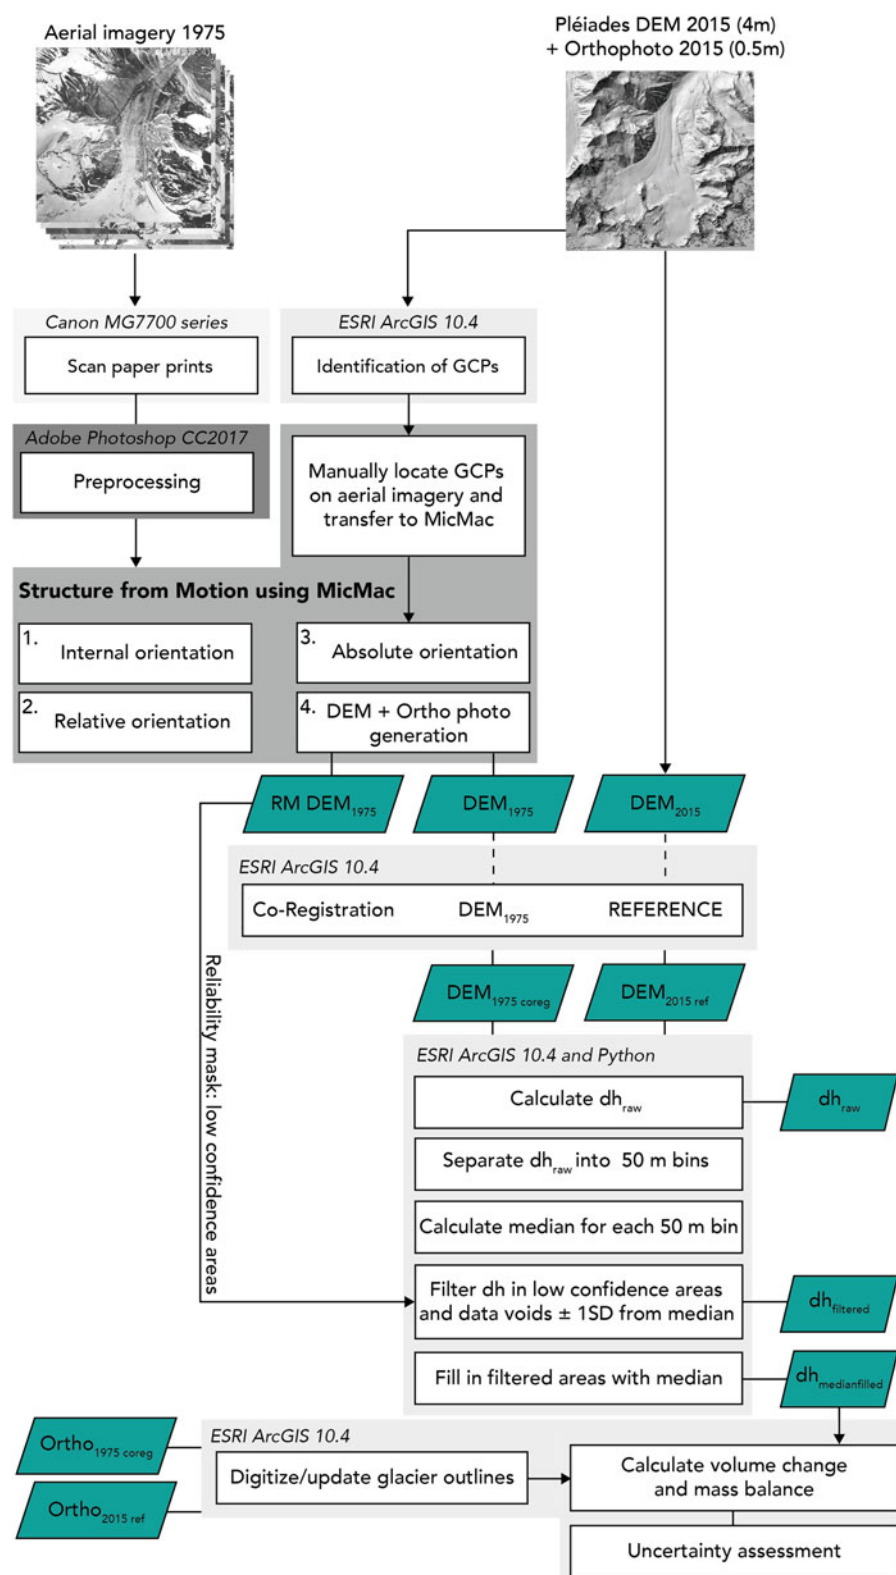 Aerial imagery 1975
Pléiades DEM 2015 (4m)
+ Orthophoto 2015 (0.5m)
Canon MG7700 series
Scan paper prints
ESRI ArcGIS 10.4
Identification of GCPs
Adobe Photoshop CC2017
Preprocessing
Manually locate GCPs
on aerial imagery and
transfer to MicMac
Structure from Motion using MicMac
1. Internal orientation
2. Relative orientation
3. Absolute orientation
4. DEM + Ortho photo
generation
RM DEM1975
DEM1975
DEM2015
ESRI ArcGIS 10.4
Co-Registration DEM1975 REFERENCE
DEM1975 coreg
DEM2015 ref
Reliability mask: low confidence areas
ESRI ArcGIS 10.4 and Python
Calculate dhraw
dhraw
Separate dhraw into 50 m bins
Calculate median for each 50 m bin
Filter dh in low confidence areas
and data voids ± 1SD from median
dhfiltered
Fill in filtered areas with median
dhmedianfilled
Ortho1975 coreg
Ortho2015 ref
ESRI ArcGIS 10.4
Digitize/update glacier outlines
Calculate volume change
and mass balance
Uncertainty assessment